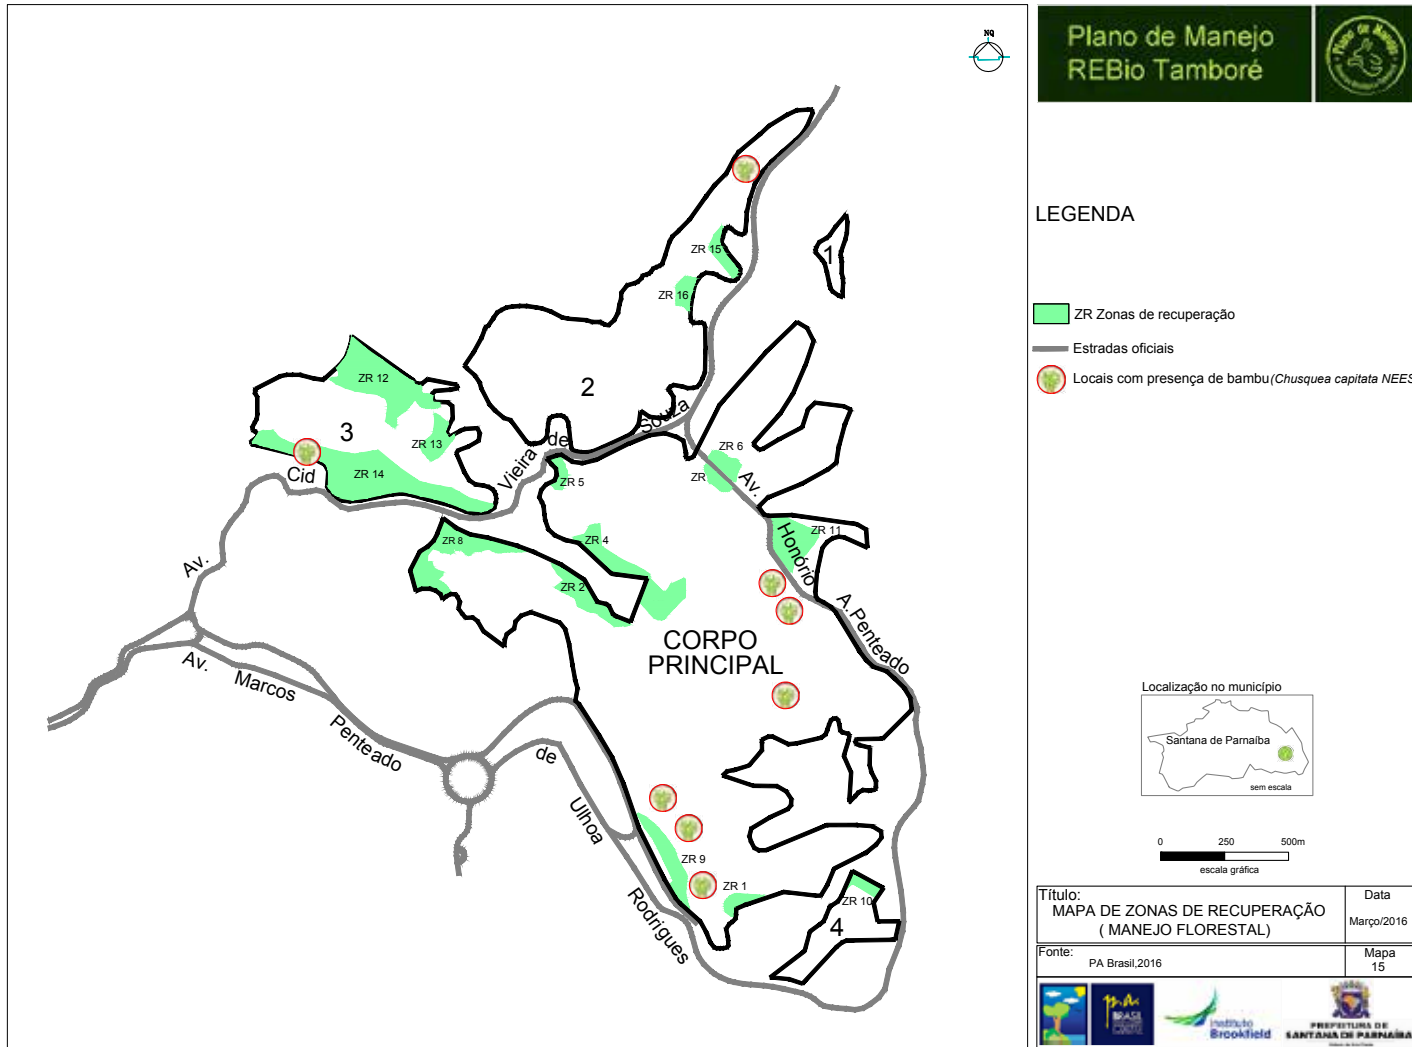 Plano de Manejo
REBio Tamboré
NQ
LEGENDA
ZR Zonas de recuperação
Estradas oficiais
Locais com presença de bambu (Chusquea capitata NEES
1
2
3
4
ZR 15
ZR 16
ZR 12
ZR 13
ZR 14
ZR 5
ZR 6
ZR
ZR 11
ZR 8
ZR 4
ZR 2
ZR 9
ZR 1
ZR 10
CORPO
PRINCIPAL
Av.
Cid
Vieira
de
Souza
Av.
Honório
A.Penteado
Av.
Marcos
Penteado
de
Ulhoa
Rodrigues
Localização no município
Santana de Parnaíba
sem escala
0 250 500m
escala gráfica
Título:
MAPA DE ZONAS DE RECUPERAÇÃO
( MANEJO FLORESTAL)
Data
Março/2016
Fonte:
PA Brasil,2016
Mapa
15
p.a.
BRASIL
Instituto
Brookfield
PREFEITURA DE
SANTANA DE PARNAÍBA